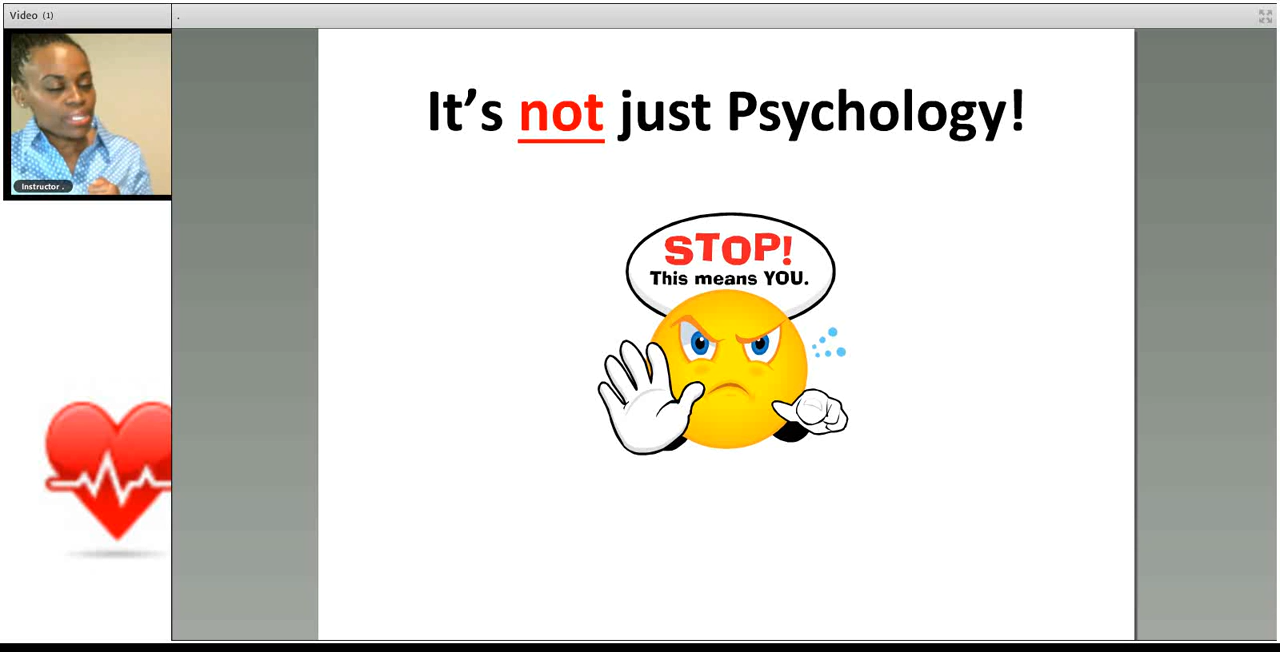 Video (1)
.
Instructor .
It's not just Psychology!
STOP!
This means YOU.